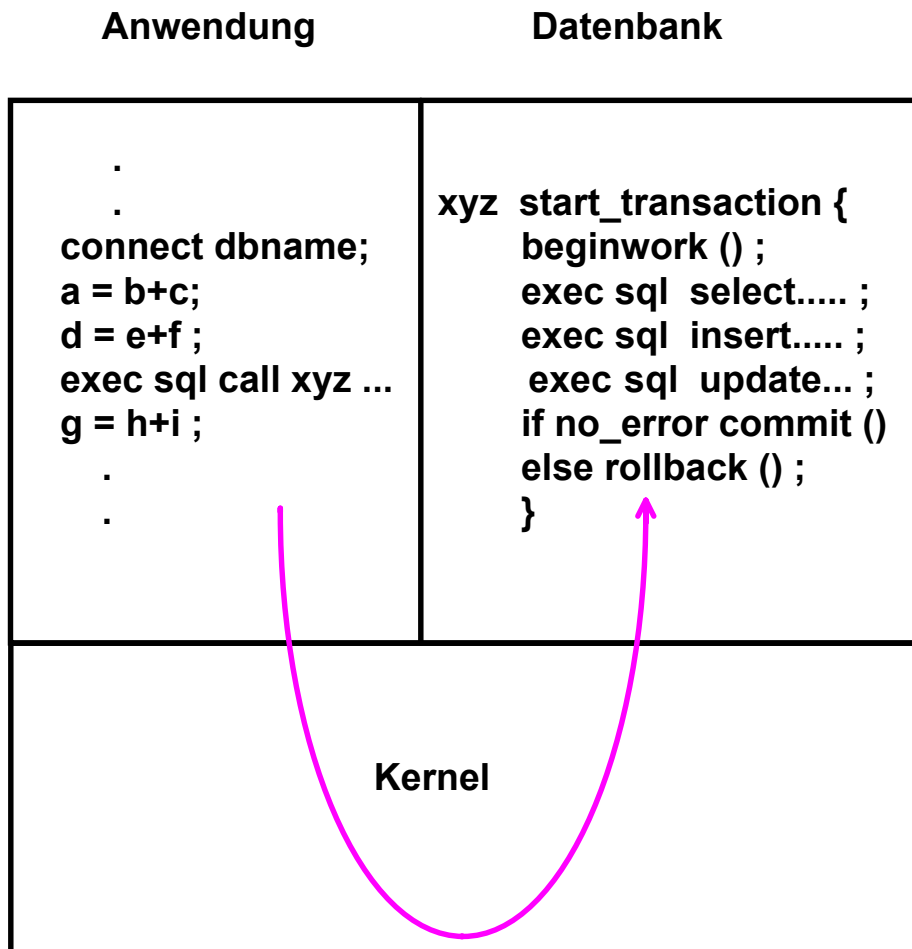 Anwendung
Datenbank
.
.
connect dbname;
a = b+c;
d = e+f ;
exec sql call xyz ...
g = h+i ;
.
.
xyz start_transaction {
beginwork () ;
exec sql select..... ;
exec sql insert..... ;
exec sql update... ;
if no_error commit ()
else rollback () ;
}
Kernel